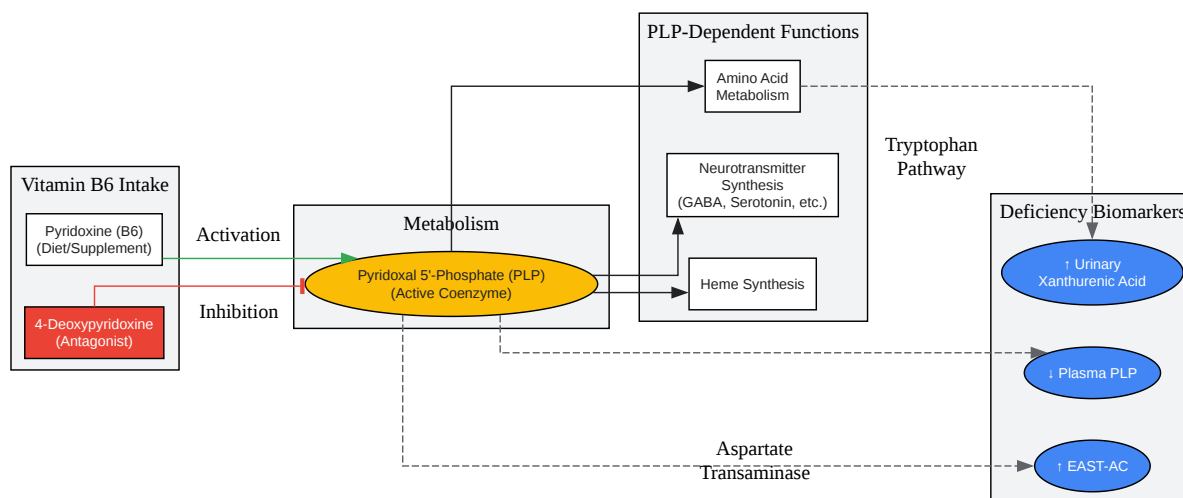 Vitamin B6 Intake
Pyridoxine (B6)
(Diet/Supplement)
4-Deoxypyridoxine
(Antagonist)
Activation
Inhibition
Metabolism
Pyridoxal 5'-Phosphate (PLP)
(Active Coenzyme)
PLP-Dependent Functions
Amino Acid
Metabolism
Neurotransmitter
Synthesis
(GABA, Serotonin, etc.)
Heme Synthesis
Tryptophan
Pathway
Aspartate
Transaminase
Deficiency Biomarkers
↑ Urinary
Xanthurenic Acid
↓ Plasma PLP
↑ EAST-AC